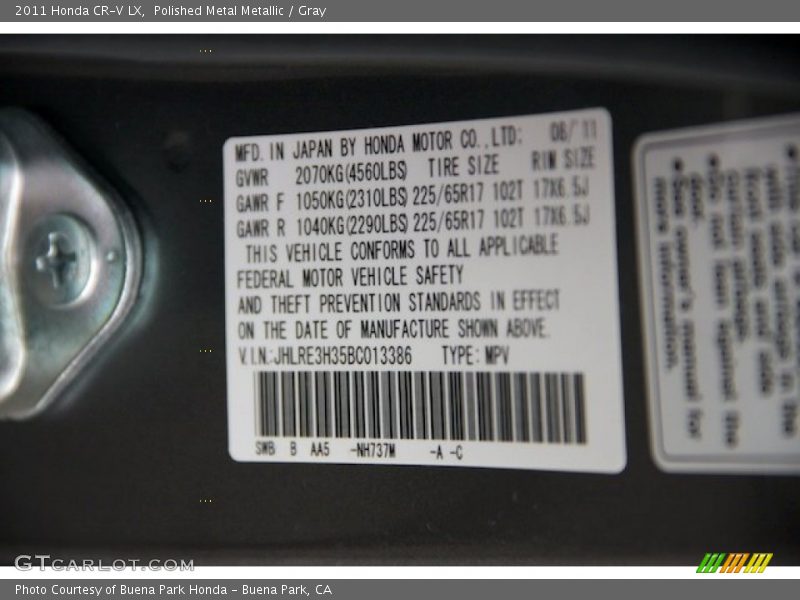 2011 Honda CR-V LX, Polished Metal Metallic / Gray
MFD. IN JAPAN BY HONDA MOTOR CO.,LTD: 06/'11
GVWR 2070KG(4560LBS) TIRE SIZE RIM SIZE
GAWR F 1050KG(2310LBS) 225/65R17 102T 17X6.5J
GAWR R 1040KG(2290LBS) 225/65R17 102T 17X6.5J
THIS VEHICLE CONFORMS TO ALL APPLICABLE
FEDERAL MOTOR VEHICLE SAFETY
AND THEFT PREVENTION STANDARDS IN EFFECT
ON THE DATE OF MANUFACTURE SHOWN ABOVE.
V.I.N.:JHLRE3H35BC013386 TYPE:MPV
SWB B AA5 -NH737M -A -C
more information.
GTCARLOT.COM
Photo Courtesy of Buena Park Honda - Buena Park, CA